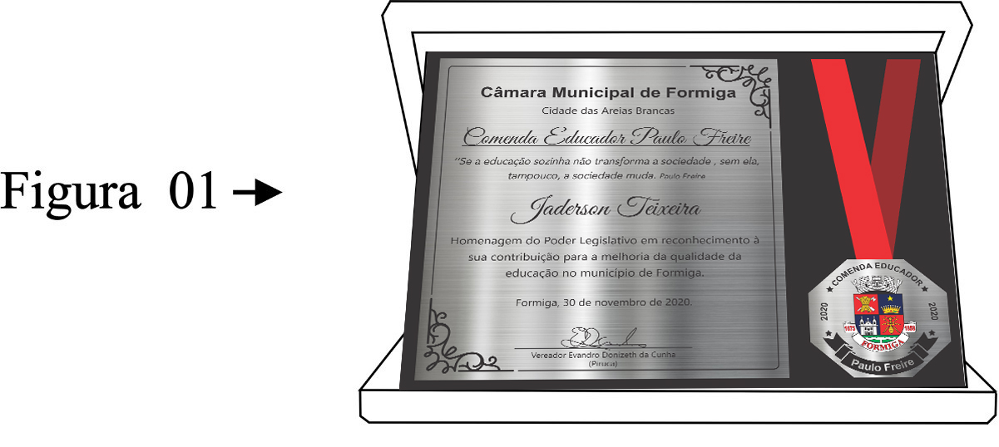 Figura 01
Câmara Municipal de Formiga
Cidade das Areias Brancas
Comenda Educador Paulo Freire
"Se a educação sozinha não transforma a sociedade , sem ela,
tampouco, a sociedade muda. Paulo Freire
Jaderson Teixeira
Homenagem do Poder Legislativo em reconhecimento à
sua contribuição para a melhoria da qualidade da
educação no município de Formiga.
Formiga, 30 de novembro de 2020.
Vereador Evandro Donizeth da Cunha
(Piruca)
COMENDA EDUCADOR
2020
2020
1873
1858
FORMIGA
Paulo Freire